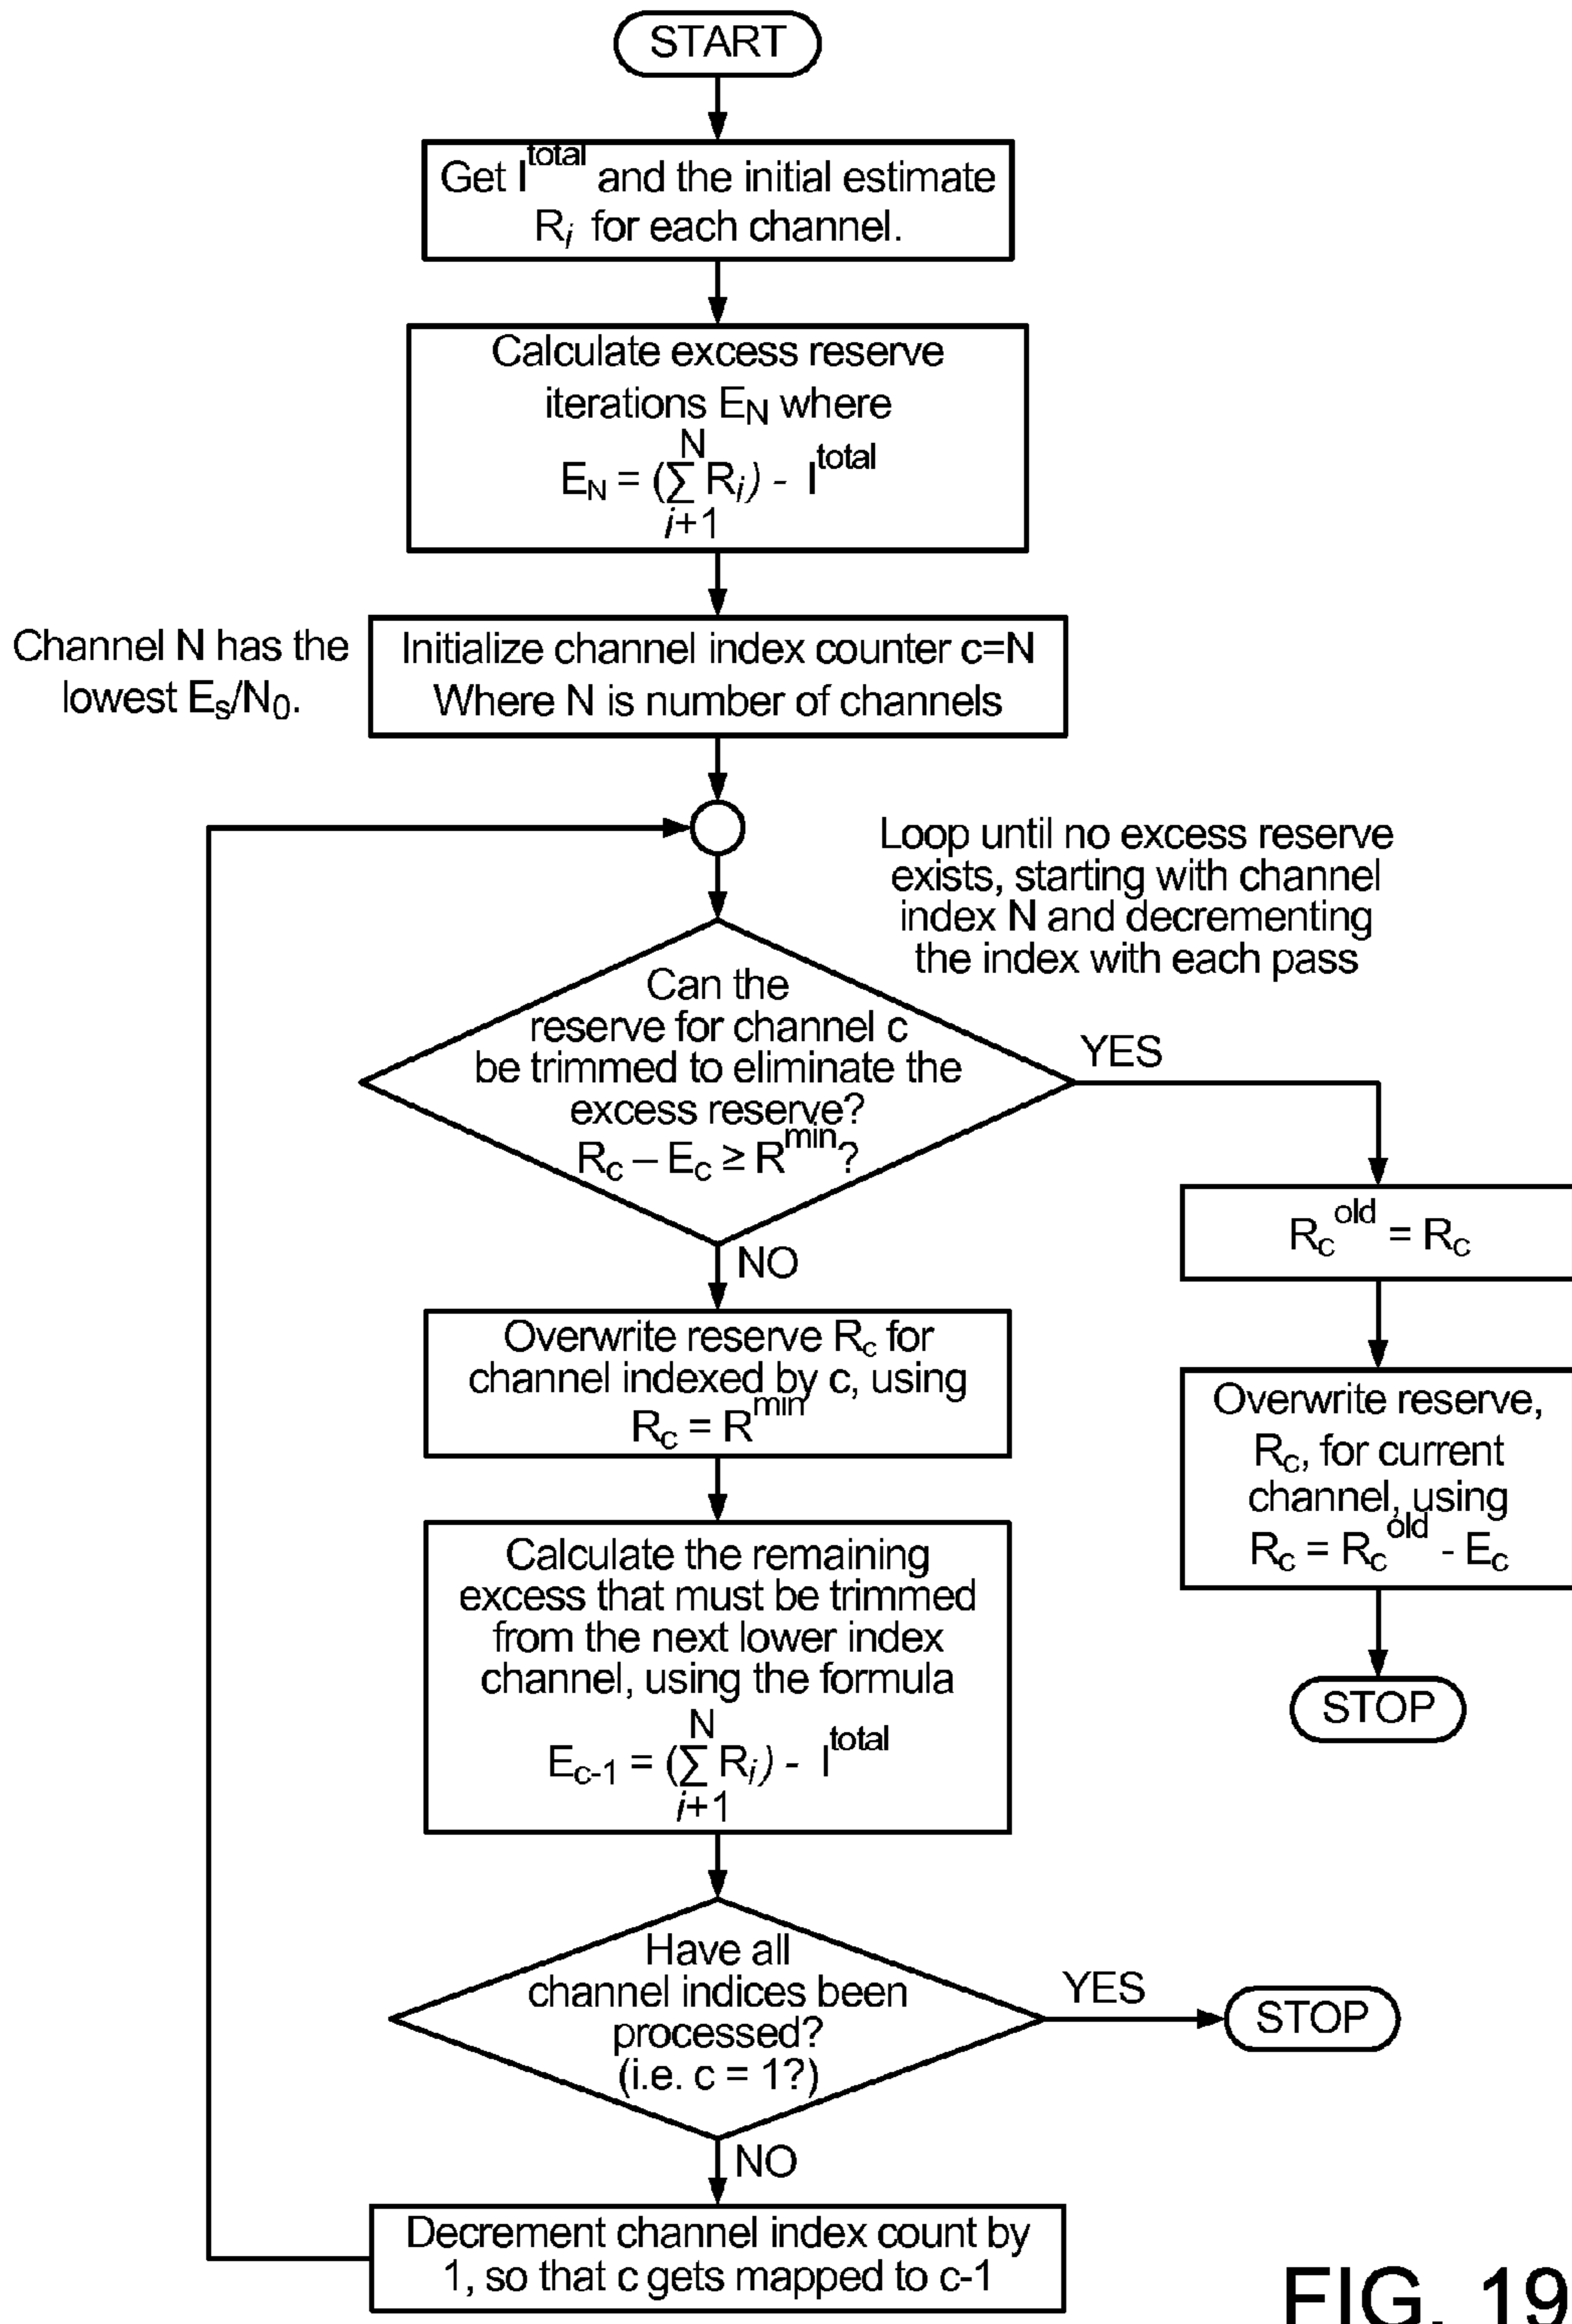 START
Get I^total and the initial estimate
R_i for each channel.
Calculate excess reserve
iterations E_N where
N
E_N = (∑ R_i) - I^total
i+1
Channel N has the
lowest E_s/N_0.
Initialize channel index counter c=N
Where N is number of channels
Loop until no excess reserve
exists, starting with channel
index N and decrementing
the index with each pass
Can the
reserve for channel c
be trimmed to eliminate the
excess reserve?
R_c – E_c ≥ R^min?
YES
NO
R_c^old = R_c
Overwrite reserve,
R_c, for current
channel, using
R_c = R_c^old - E_c
STOP
Overwrite reserve R_c for
channel indexed by c, using
R_c = R^min
Calculate the remaining
excess that must be trimmed
from the next lower index
channel, using the formula
N
E_c-1 = (∑ R_i) - I^total
i+1
Have all
channel indices been
processed?
(i.e. c = 1?)
YES
STOP
NO
Decrement channel index count by
1, so that c gets mapped to c-1
FIG. 19